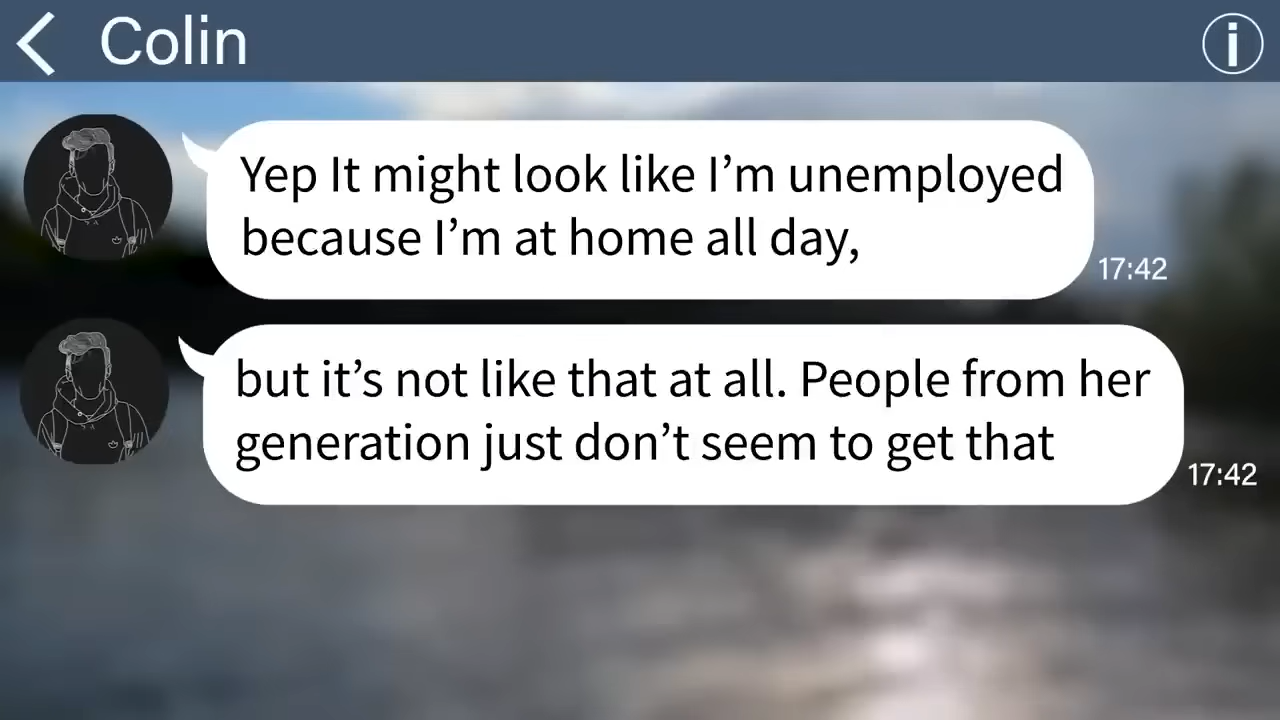 Colin
Yep It might look like I’m unemployed
because I’m at home all day,
17:42
but it’s not like that at all. People from her
generation just don’t seem to get that
17:42